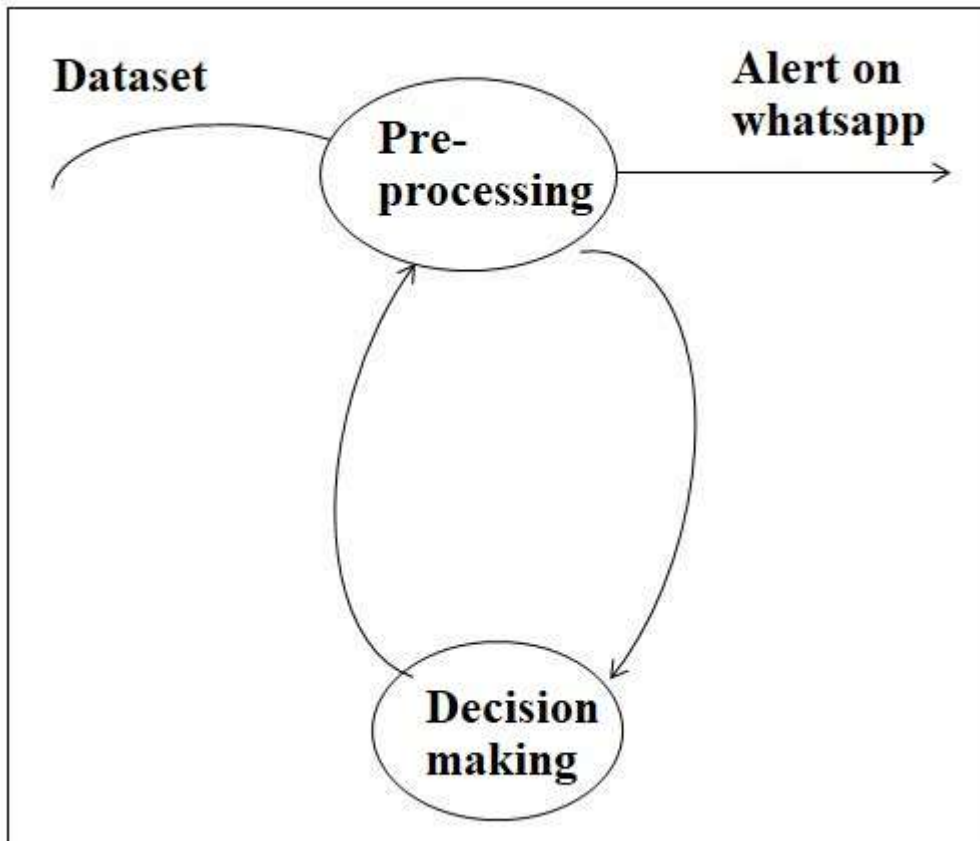 Dataset
Pre-
processing
Alert on
whatsapp
Decision
making